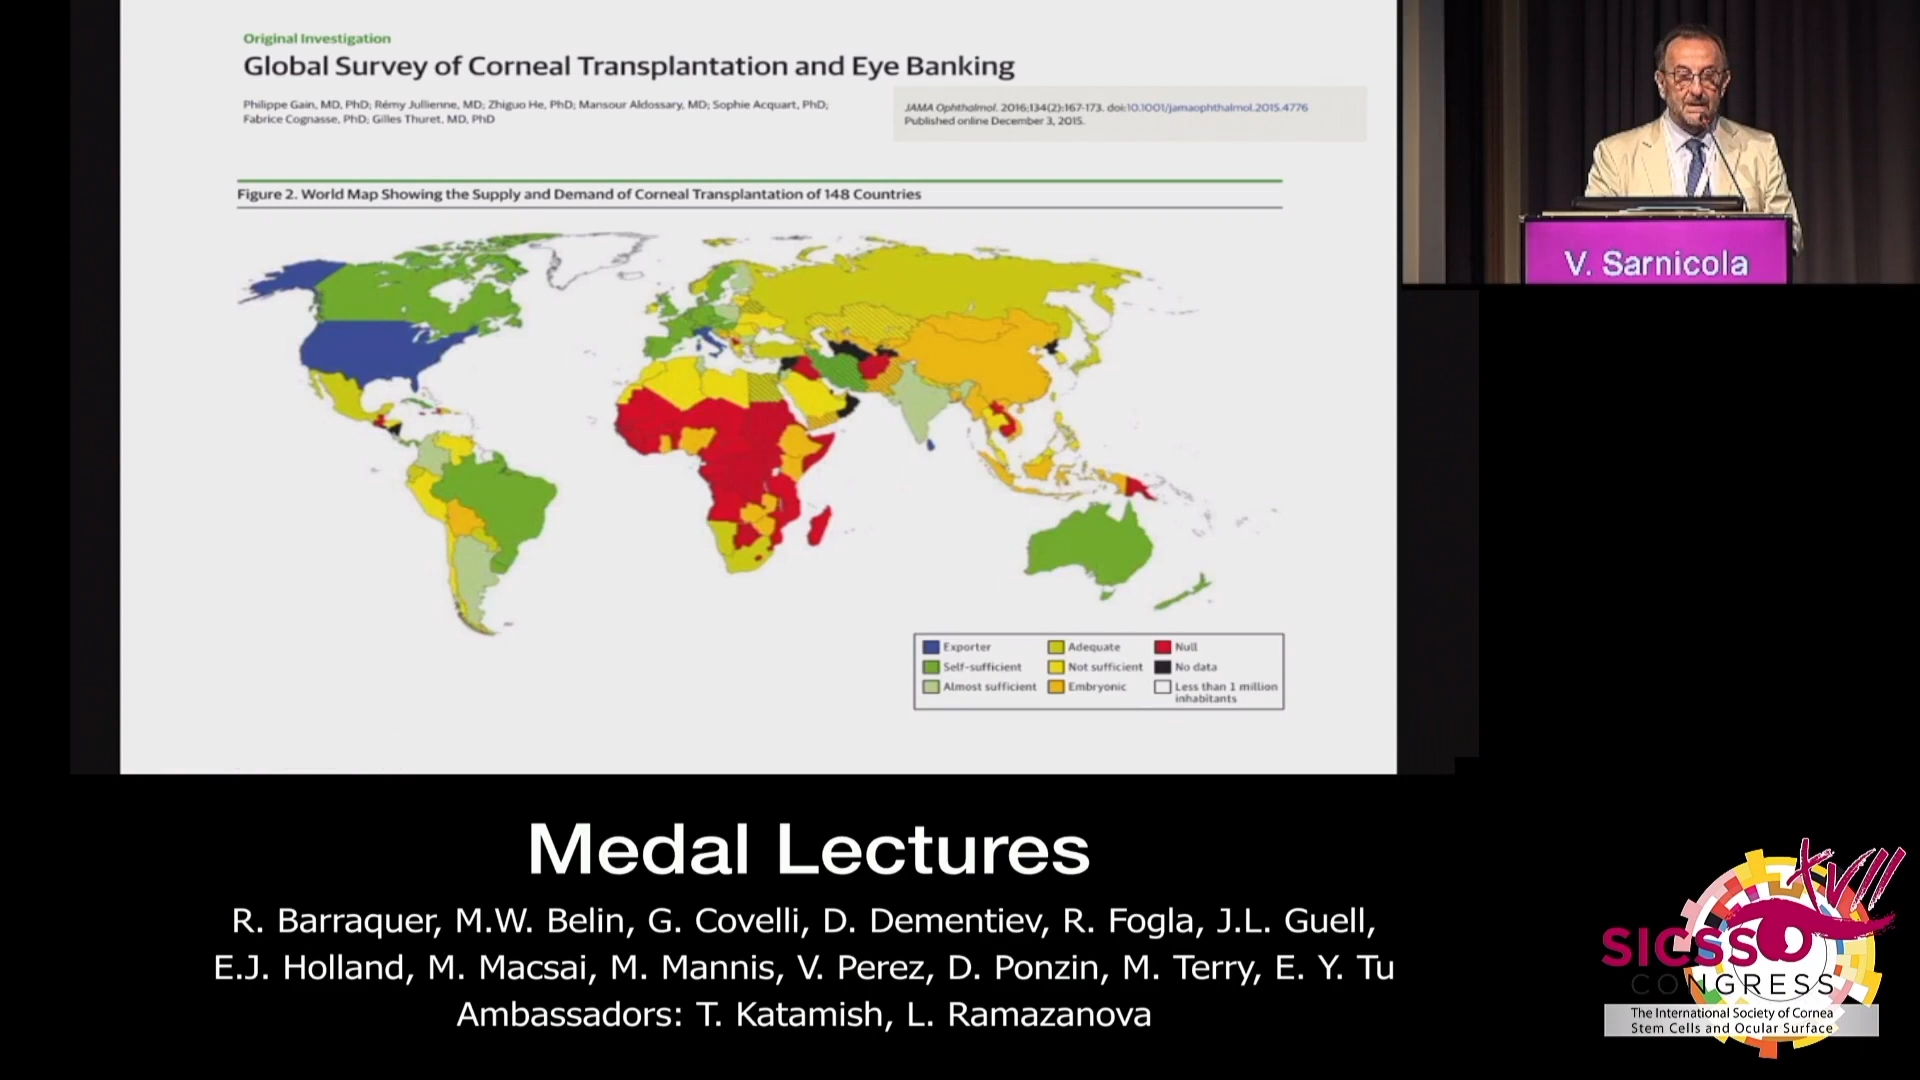 Original Investigation
Global Survey of Corneal Transplantation and Eye Banking
Philippe Gain, MD, PhD; Rémy Jullienne, MD; Zhiguo He, PhD; Mansour Aldossary, MD; Sophie Acquart, PhD;
Fabrice Cognasse, PhD; Gilles Thuret, MD, PhD
JAMA Ophthalmol. 2016;134(2):167-173. doi:10.1001/jamaophthalmol.2015.4776
Published online December 3, 2015.
Figure 2. World Map Showing the Supply and Demand of Corneal Transplantation of 148 Countries
Exporter
Self-sufficient
Almost sufficient
Adequate
Not sufficient
Embryonic
Null
No data
Less than 1 million
inhabitants
V. Sarnicola
Medal Lectures
R. Barraquer, M.W. Belin, G. Covelli, D. Dementiev, R. Fogla, J.L. Guell,
E.J. Holland, M. Macsai, M. Mannis, V. Perez, D. Ponzin, M. Terry, E. Y. Tu
Ambassadors: T. Katamish, L. Ramazanova
XVII
SICSSO
CONGRESS
The International Society of Cornea
Stem Cells and Ocular Surface